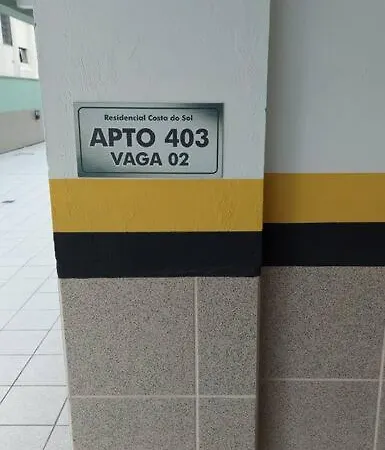 Residencial Costa do Sol
APTO 403
VAGA 02